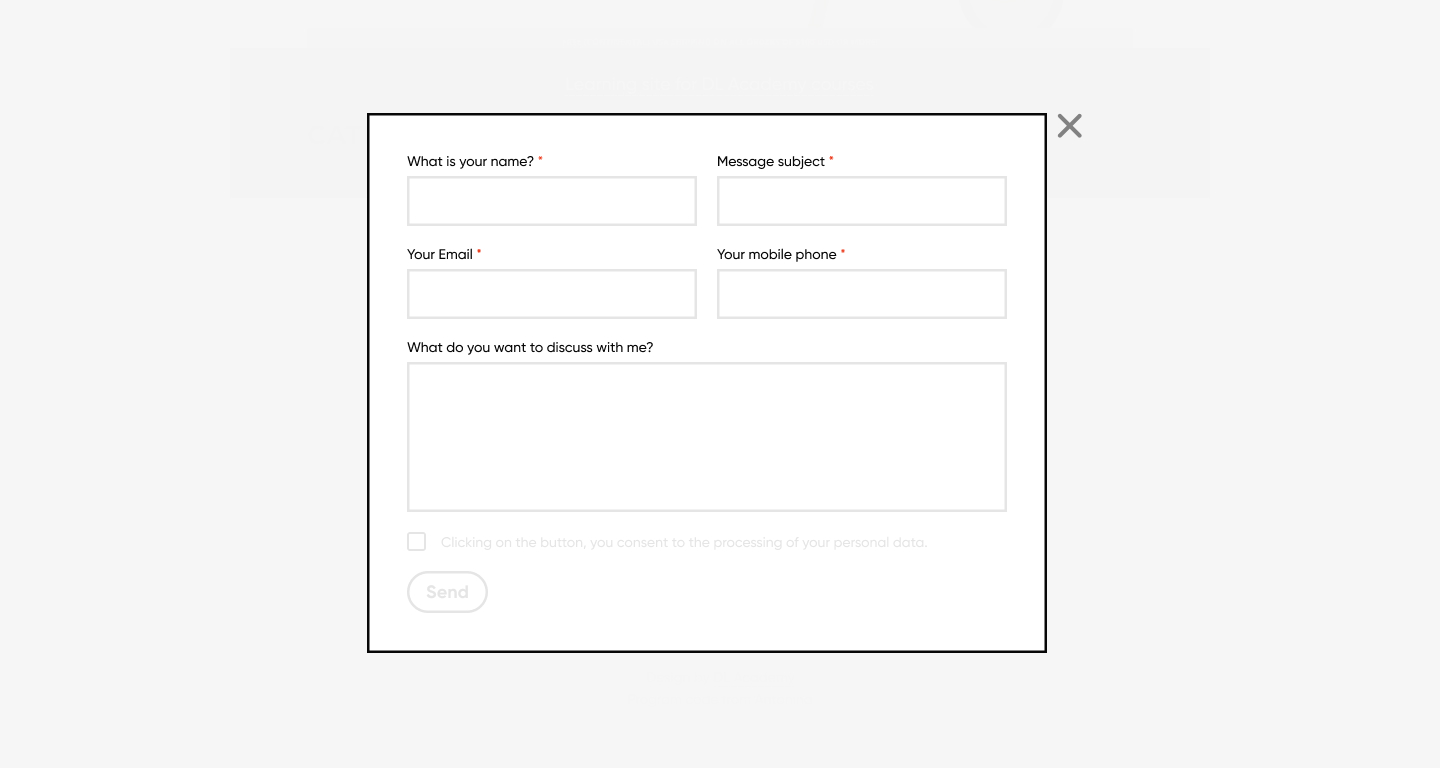 What is your name? *
Message subject *
Your Email *
Your mobile phone *
What do you want to discuss with me?
Clicking on the button, you consent to the processing of your personal data.
Send